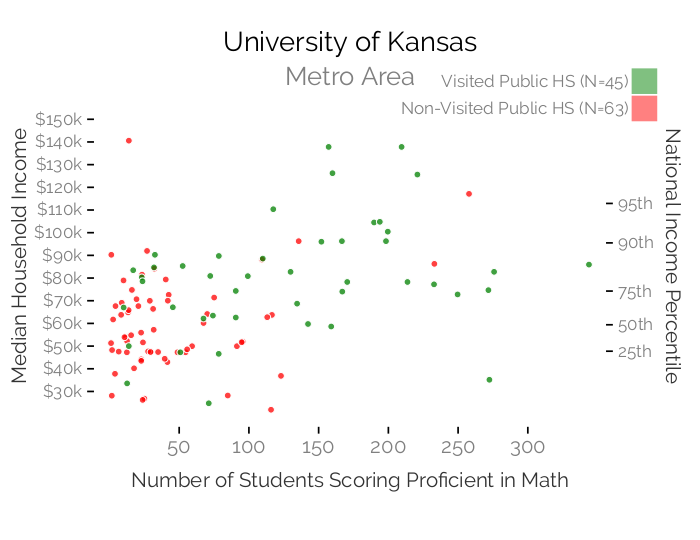 University of Kansas
Metro Area
Visited Public HS (N=45)
Non-Visited Public HS (N=63)
Median Household Income
$150k
$140k
$130k
$120k
$110k
$100k
$90k
$80k
$70k
$60k
$50k
$40k
$30k
National Income Percentile
95th
90th
75th
50th
25th
50 100 150 200 250 300
Number of Students Scoring Proficient in Math